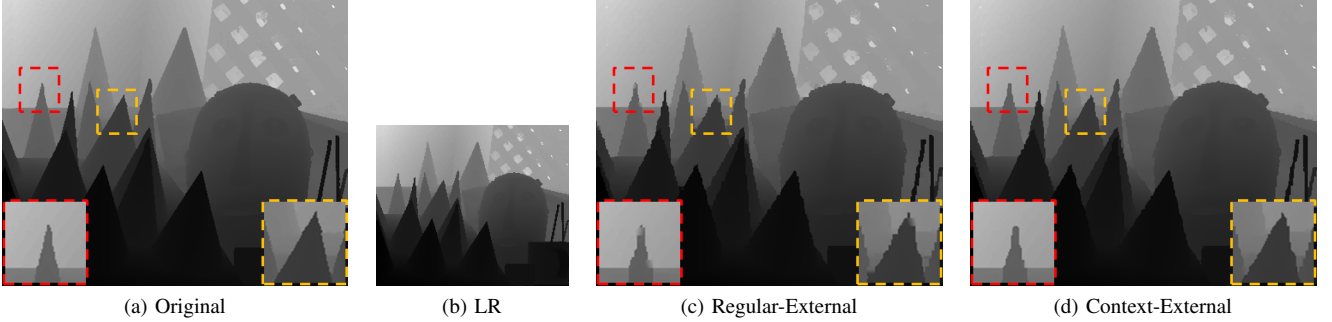 (a) Original
(b) LR
(c) Regular-External
(d) Context-External